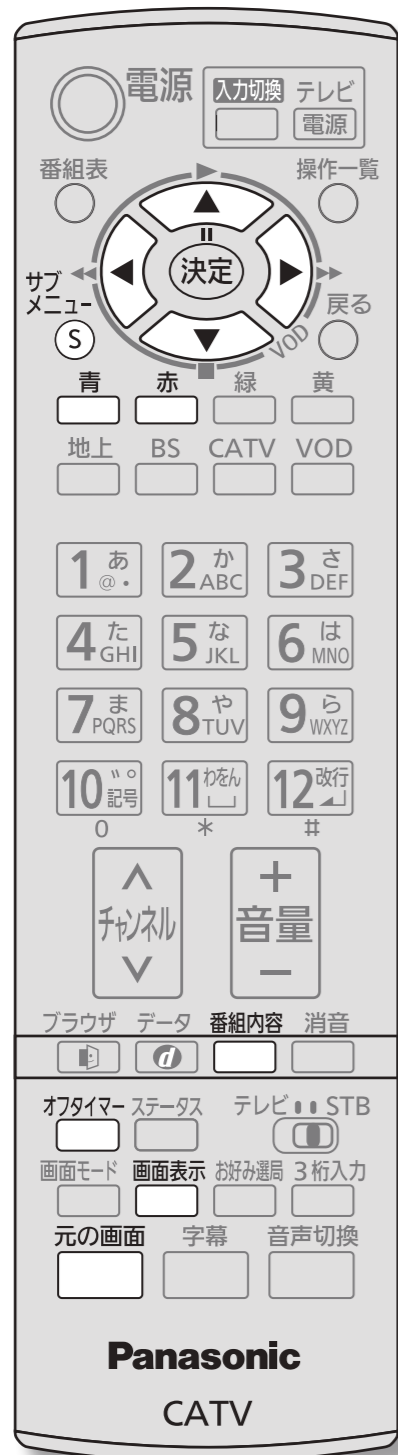 電源 入力切換 テレビ
電源
番組表 操作一覧
決定
サブ
メニュー
S
戻る
VOD
青 赤 緑 黄
地上 BS CATV VOD
1 あ @. 2 か ABC 3 さ DEF
4 た GHI 5 な JKL 6 は MNO
7 ま PQRS 8 や TUV 9 ら WXYZ
10 ゛゜ 記号 11 わをん 12 改行
0 * #
チャンネル + 音量 −
ブラウザ データ 番組内容 消音
d
オフタイマー ステータス テレビ STB
画面モード 画面表示 お好み選局 3桁入力
元の画面 字幕 音声切換
Panasonic
CATV